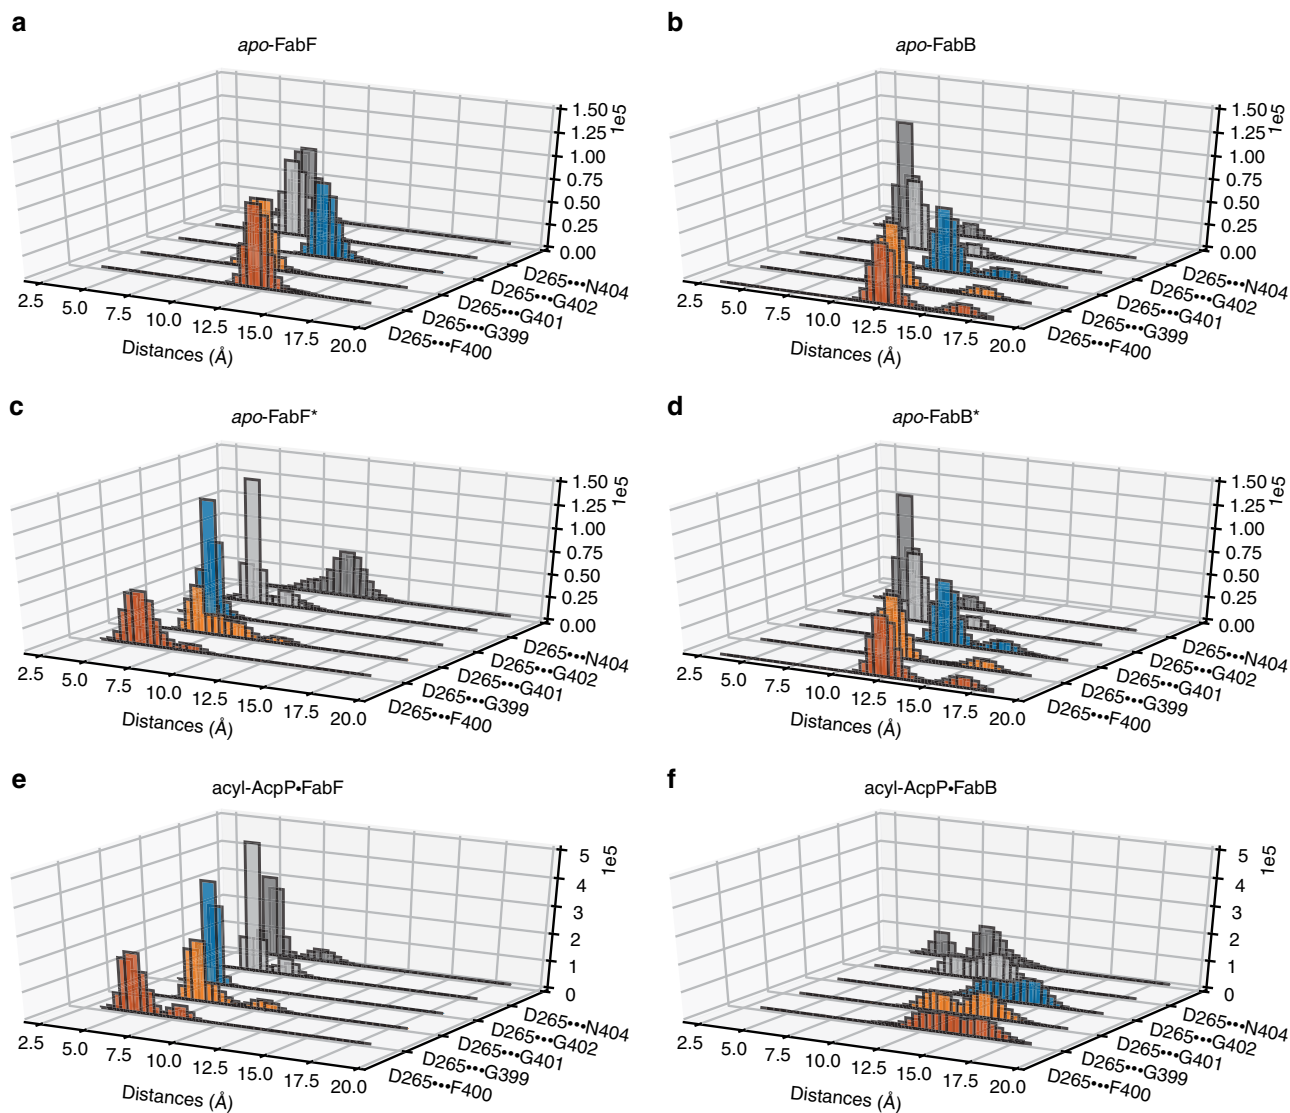 a
apo-FabF
1.50
1.25
1.00
0.75
0.50
0.25
0.00
1e5
D265•••N404
D265•••G402
D265•••G401
D265•••G399
D265•••F400
2.5
5.0
7.5
10.0
12.5
15.0
17.5
20.0
Distances (Å)
b
apo-FabB
1.50
1.25
1.00
0.75
0.50
0.25
0.00
1e5
D265•••N404
D265•••G402
D265•••G401
D265•••G399
D265•••F400
2.5
5.0
7.5
10.0
12.5
15.0
17.5
20.0
Distances (Å)
c
apo-FabF*
1.50
1.25
1.00
0.75
0.50
0.25
0.00
1e5
D265•••N404
D265•••G402
D265•••G401
D265•••G399
D265•••F400
2.5
5.0
7.5
10.0
12.5
15.0
17.5
20.0
Distances (Å)
d
apo-FabB*
1.50
1.25
1.00
0.75
0.50
0.25
0.00
1e5
D265•••N404
D265•••G402
D265•••G401
D265•••G399
D265•••F400
2.5
5.0
7.5
10.0
12.5
15.0
17.5
20.0
Distances (Å)
e
acyl-AcpP•FabF
5
4
3
2
1
0
1e5
D265•••N404
D265•••G402
D265•••G401
D265•••G399
D265•••F400
2.5
5.0
7.5
10.0
12.5
15.0
17.5
20.0
Distances (Å)
f
acyl-AcpP•FabB
5
4
3
2
1
0
1e5
D265•••N404
D265•••G402
D265•••G401
D265•••G399
D265•••F400
2.5
5.0
7.5
10.0
12.5
15.0
17.5
20.0
Distances (Å)